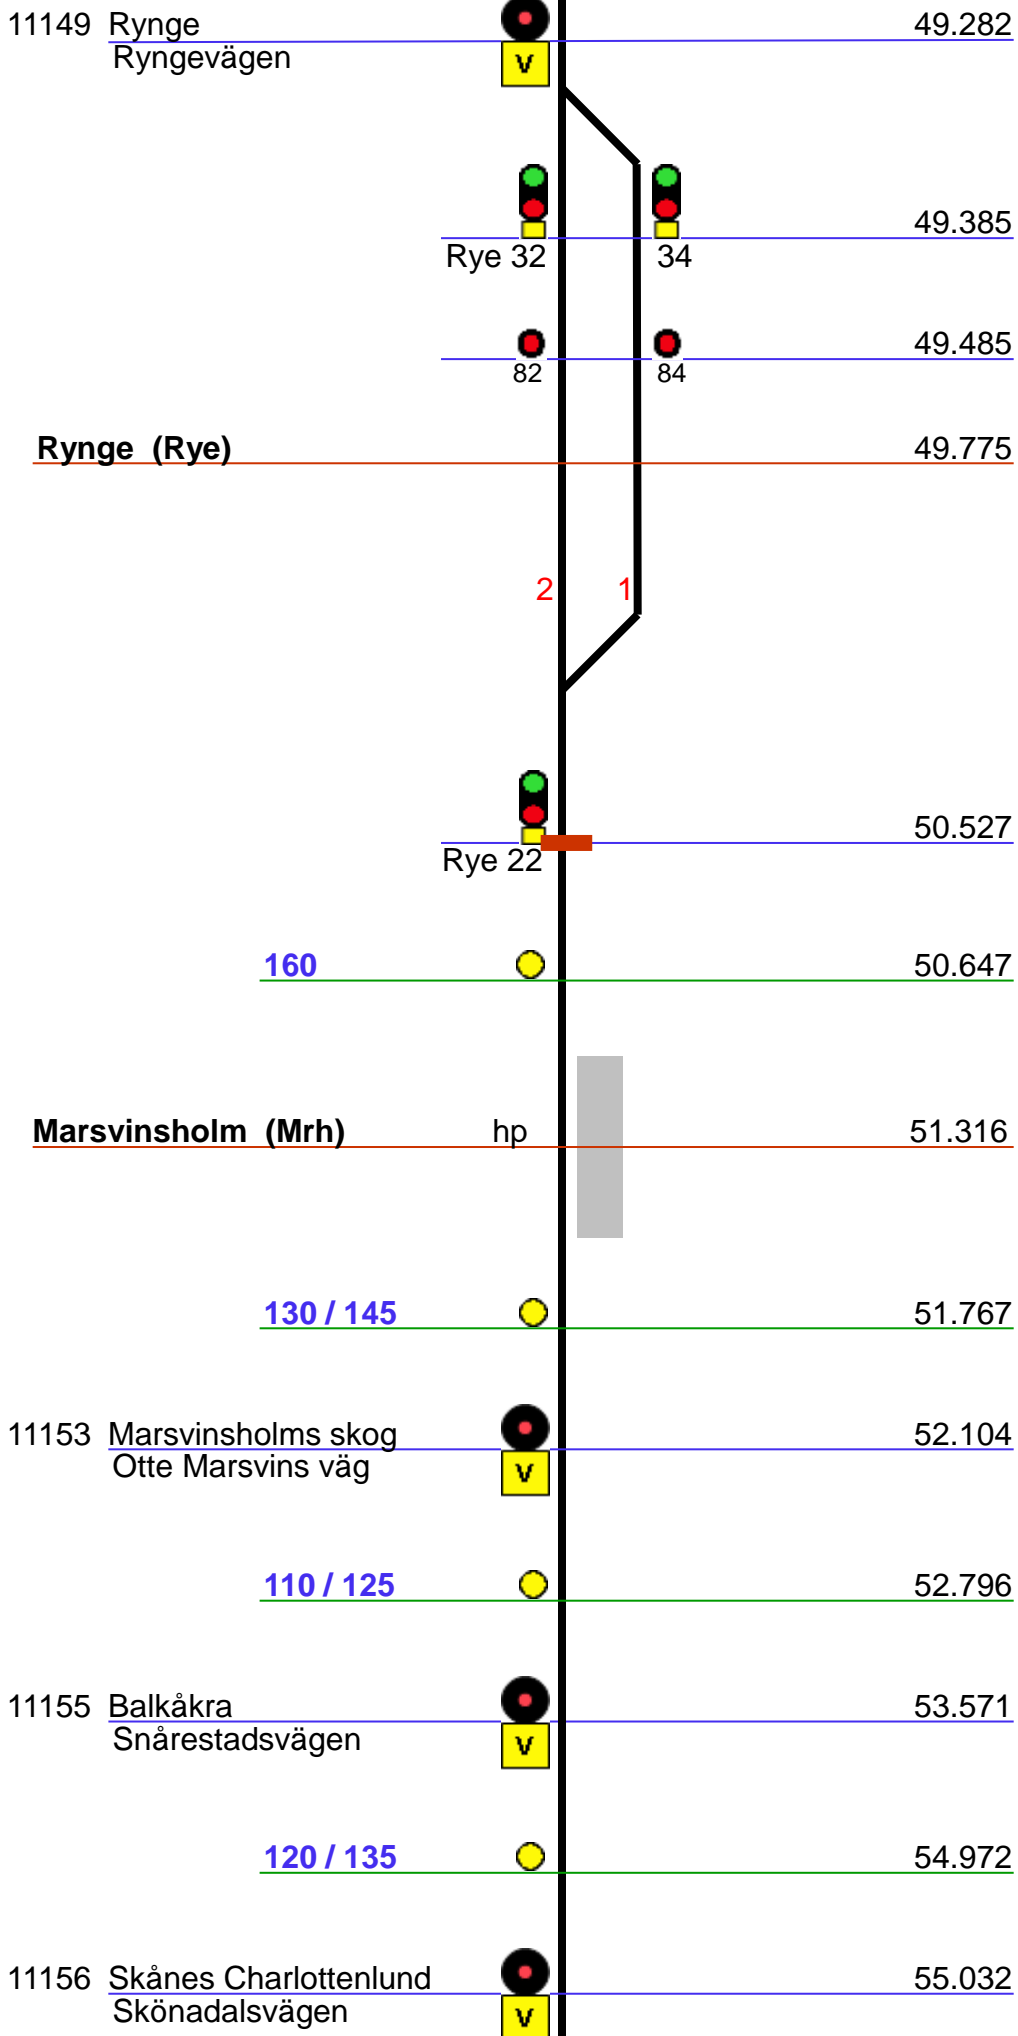 11149 Rynge 49.282
Ryngevägen
V
49.385
Rye 32 34
49.485
82 84
Rynge (Rye) 49.775
2 1
50.527
Rye 22
160 50.647
Marsvinsholm (Mrh) hp 51.316
130 / 145 51.767
11153 Marsvinsholms skog 52.104
Otte Marsvins väg
V
110 / 125 52.796
11155 Balkåkra 53.571
Snårestadsvägen
V
120 / 135 54.972
11156 Skånes Charlottenlund 55.032
Skönadalsvägen
V